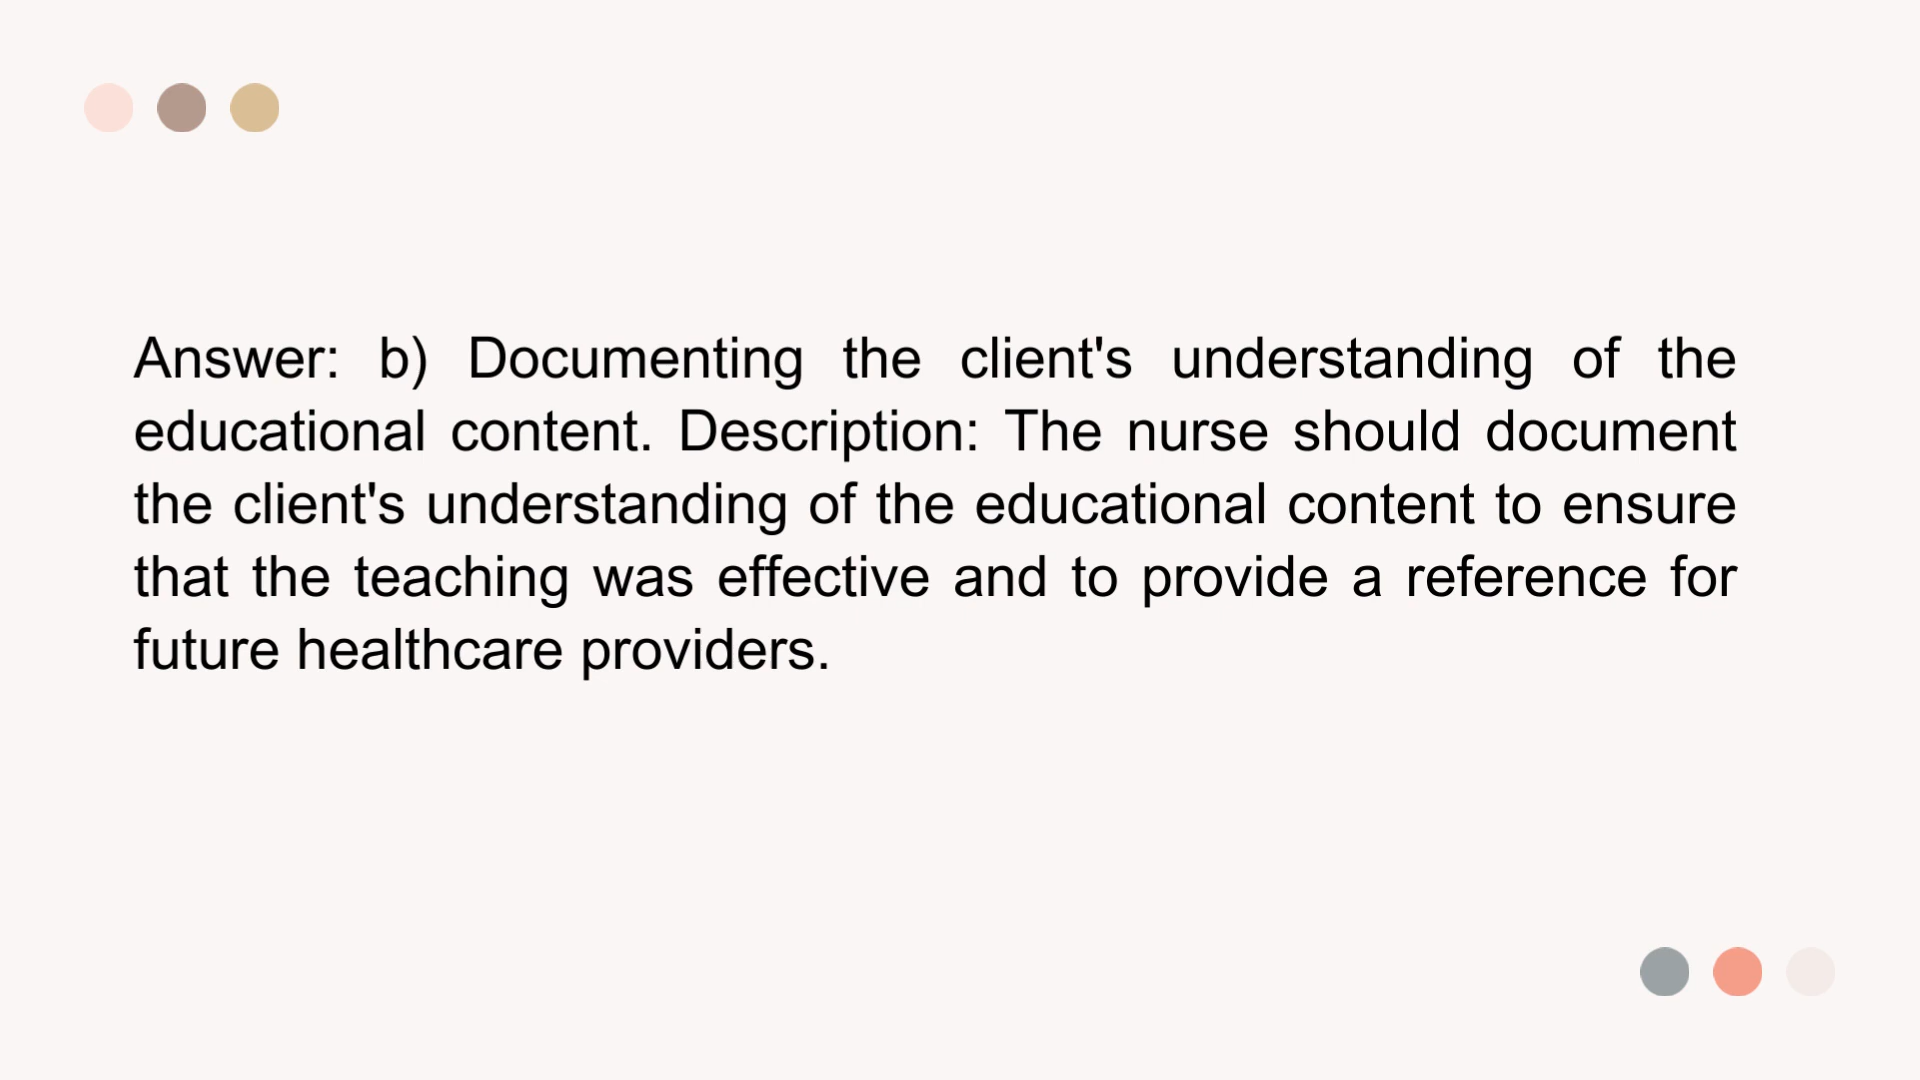 Answer: b) Documenting the client's understanding of the
educational content. Description: The nurse should document
the client's understanding of the educational content to ensure
that the teaching was effective and to provide a reference for
future healthcare providers.